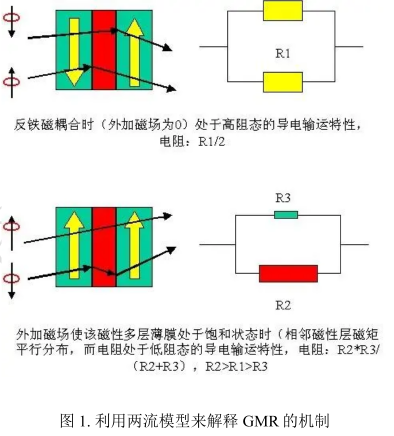 R1
反铁磁耦合时（外加磁场为0）处于高阻态的导电输运特性，
电阻：R1/2
R3
R2
外加磁场使该磁性多层薄膜处于饱和状态时（相邻磁性层磁矩
平行分布，而电阻处于低阻态的导电输运特性，电阻：R2*R3/
（R2+R3），R2>R1>R3
图 1. 利用两流模型来解释 GMR 的机制